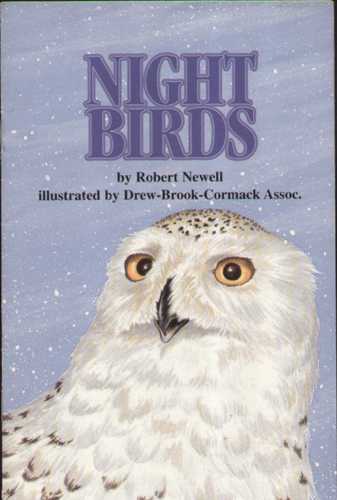 NIGHT
BIRDS
by Robert Newell
illustrated by Drew-Brook-Cormack Assoc.